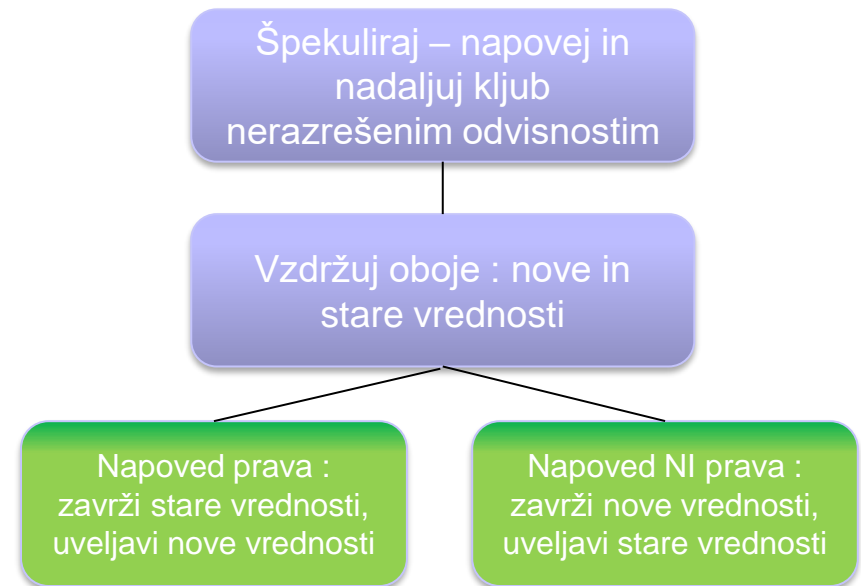 Špekuliraj – napovej in
nadaljuj kljub
nerazrešenim odvisnostim
Vzdržuj oboje : nove in
stare vrednosti
Napoved prava :
zavrži stare vrednosti,
uveljavi nove vrednosti
Napoved NI prava :
zavrži nove vrednosti,
uveljavi stare vrednosti